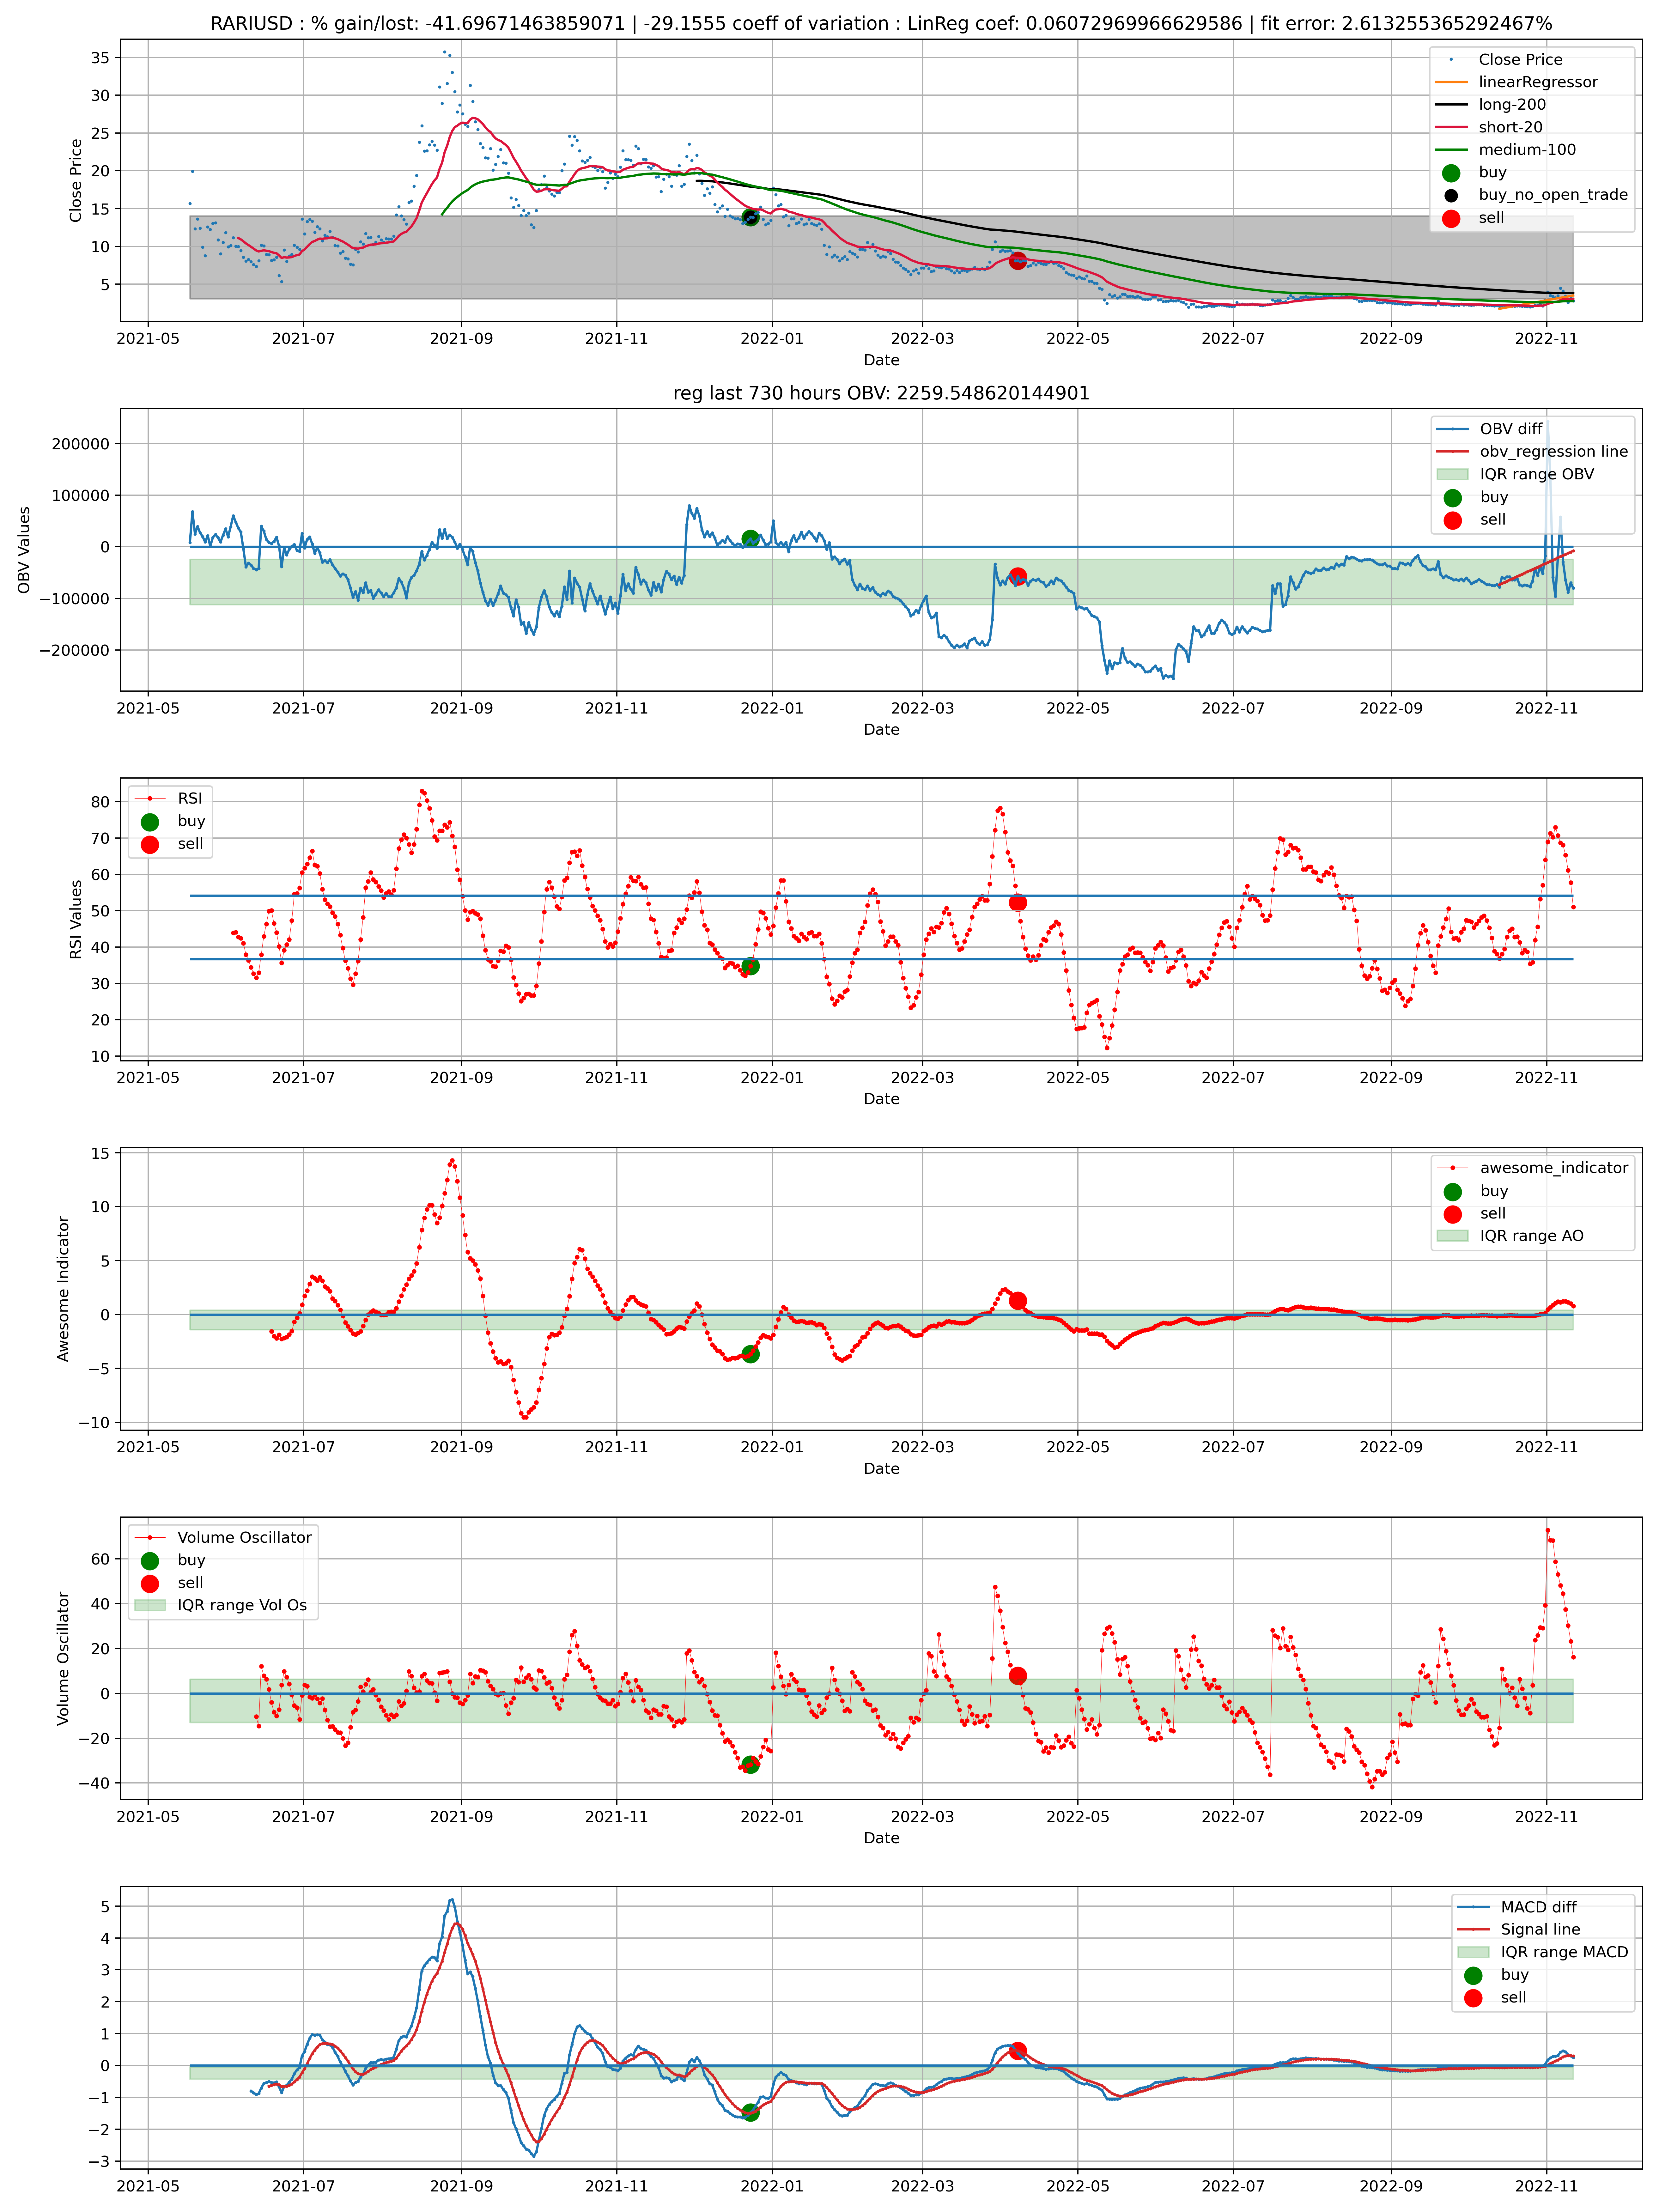 RARIUSD : % gain/lost: -41.69671463859071 | -29.1555 coeff of variation : LinReg coef: 0.06072969966629586 | fit error: 2.613255365292467%
35
30
25
20
15
10
5
Close Price
Close Price
linearRegressor
long-200
short-20
medium-100
buy
buy_no_open_trade
sell
2021-05 2021-07 2021-09 2021-11 2022-01 2022-03 2022-05 2022-07 2022-09 2022-11
Date
reg last 730 hours OBV: 2259.548620144901
200000
100000
0
−100000
−200000
OBV Values
OBV diff
obv_regression line
IQR range OBV
buy
sell
2021-05 2021-07 2021-09 2021-11 2022-01 2022-03 2022-05 2022-07 2022-09 2022-11
Date
80
70
60
50
40
30
20
10
RSI Values
RSI
buy
sell
2021-05 2021-07 2021-09 2021-11 2022-01 2022-03 2022-05 2022-07 2022-09 2022-11
Date
15
10
5
0
−5
−10
Awesome Indicator
awesome_indicator
buy
sell
IQR range AO
2021-05 2021-07 2021-09 2021-11 2022-01 2022-03 2022-05 2022-07 2022-09 2022-11
Date
60
40
20
0
−20
−40
Volume Oscillator
Volume Oscillator
buy
sell
IQR range Vol Os
2021-05 2021-07 2021-09 2021-11 2022-01 2022-03 2022-05 2022-07 2022-09 2022-11
Date
5
4
3
2
1
0
−1
−2
−3
MACD diff
Signal line
IQR range MACD
buy
sell
2021-05 2021-07 2021-09 2021-11 2022-01 2022-03 2022-05 2022-07 2022-09 2022-11